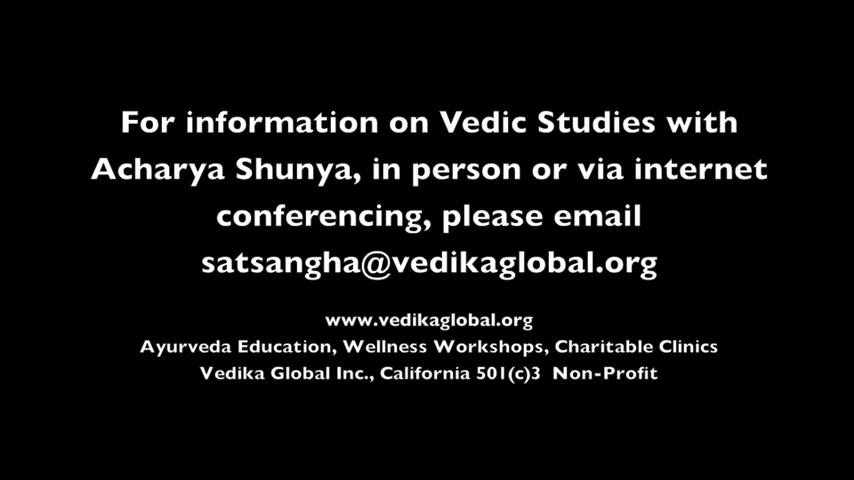 For information on Vedic Studies with
Acharya Shunya, in person or via internet
conferencing, please email
satsangha@vedikaglobal.org
www.vedikaglobal.org
Ayurveda Education, Wellness Workshops, Charitable Clinics
Vedika Global Inc., California 501(c)3 Non-Profit